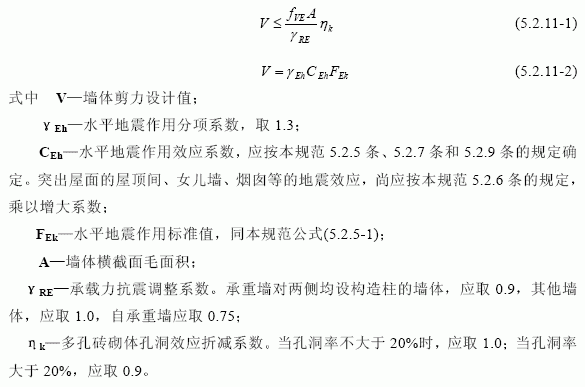 V ≤ f_{VE} A / γ_{RE} η_k (5.2.11-1)
V = γ_{Eh} C_{Eh} F_{Ek} (5.2.11-2)
式中 V—墙体剪力设计值；
γ_{Eh}—水平地震作用分项系数，取 1.3；
C_{Eh}—水平地震作用效应系数，应按本规范 5.2.5 条、5.2.7 条和 5.2.9 条的规定确
定。突出屋面的屋顶间、女儿墙、烟囱等的地震效应，尚应按本规范 5.2.6 条的规定，
乘以增大系数；
F_{Ek}—水平地震作用标准值，同本规范公式(5.2.5-1)；
A—墙体横截面毛面积；
γ_{RE}—承载力抗震调整系数。承重墙对两侧均设构造柱的墙体，应取 0.9，其他墙
体，应取 1.0，自承重墙应取 0.75；
η_k—多孔砖砌体孔洞效应折减系数。当孔洞率不大于 20%时，应取 1.0；当孔洞率
大于 20%，应取 0.9。